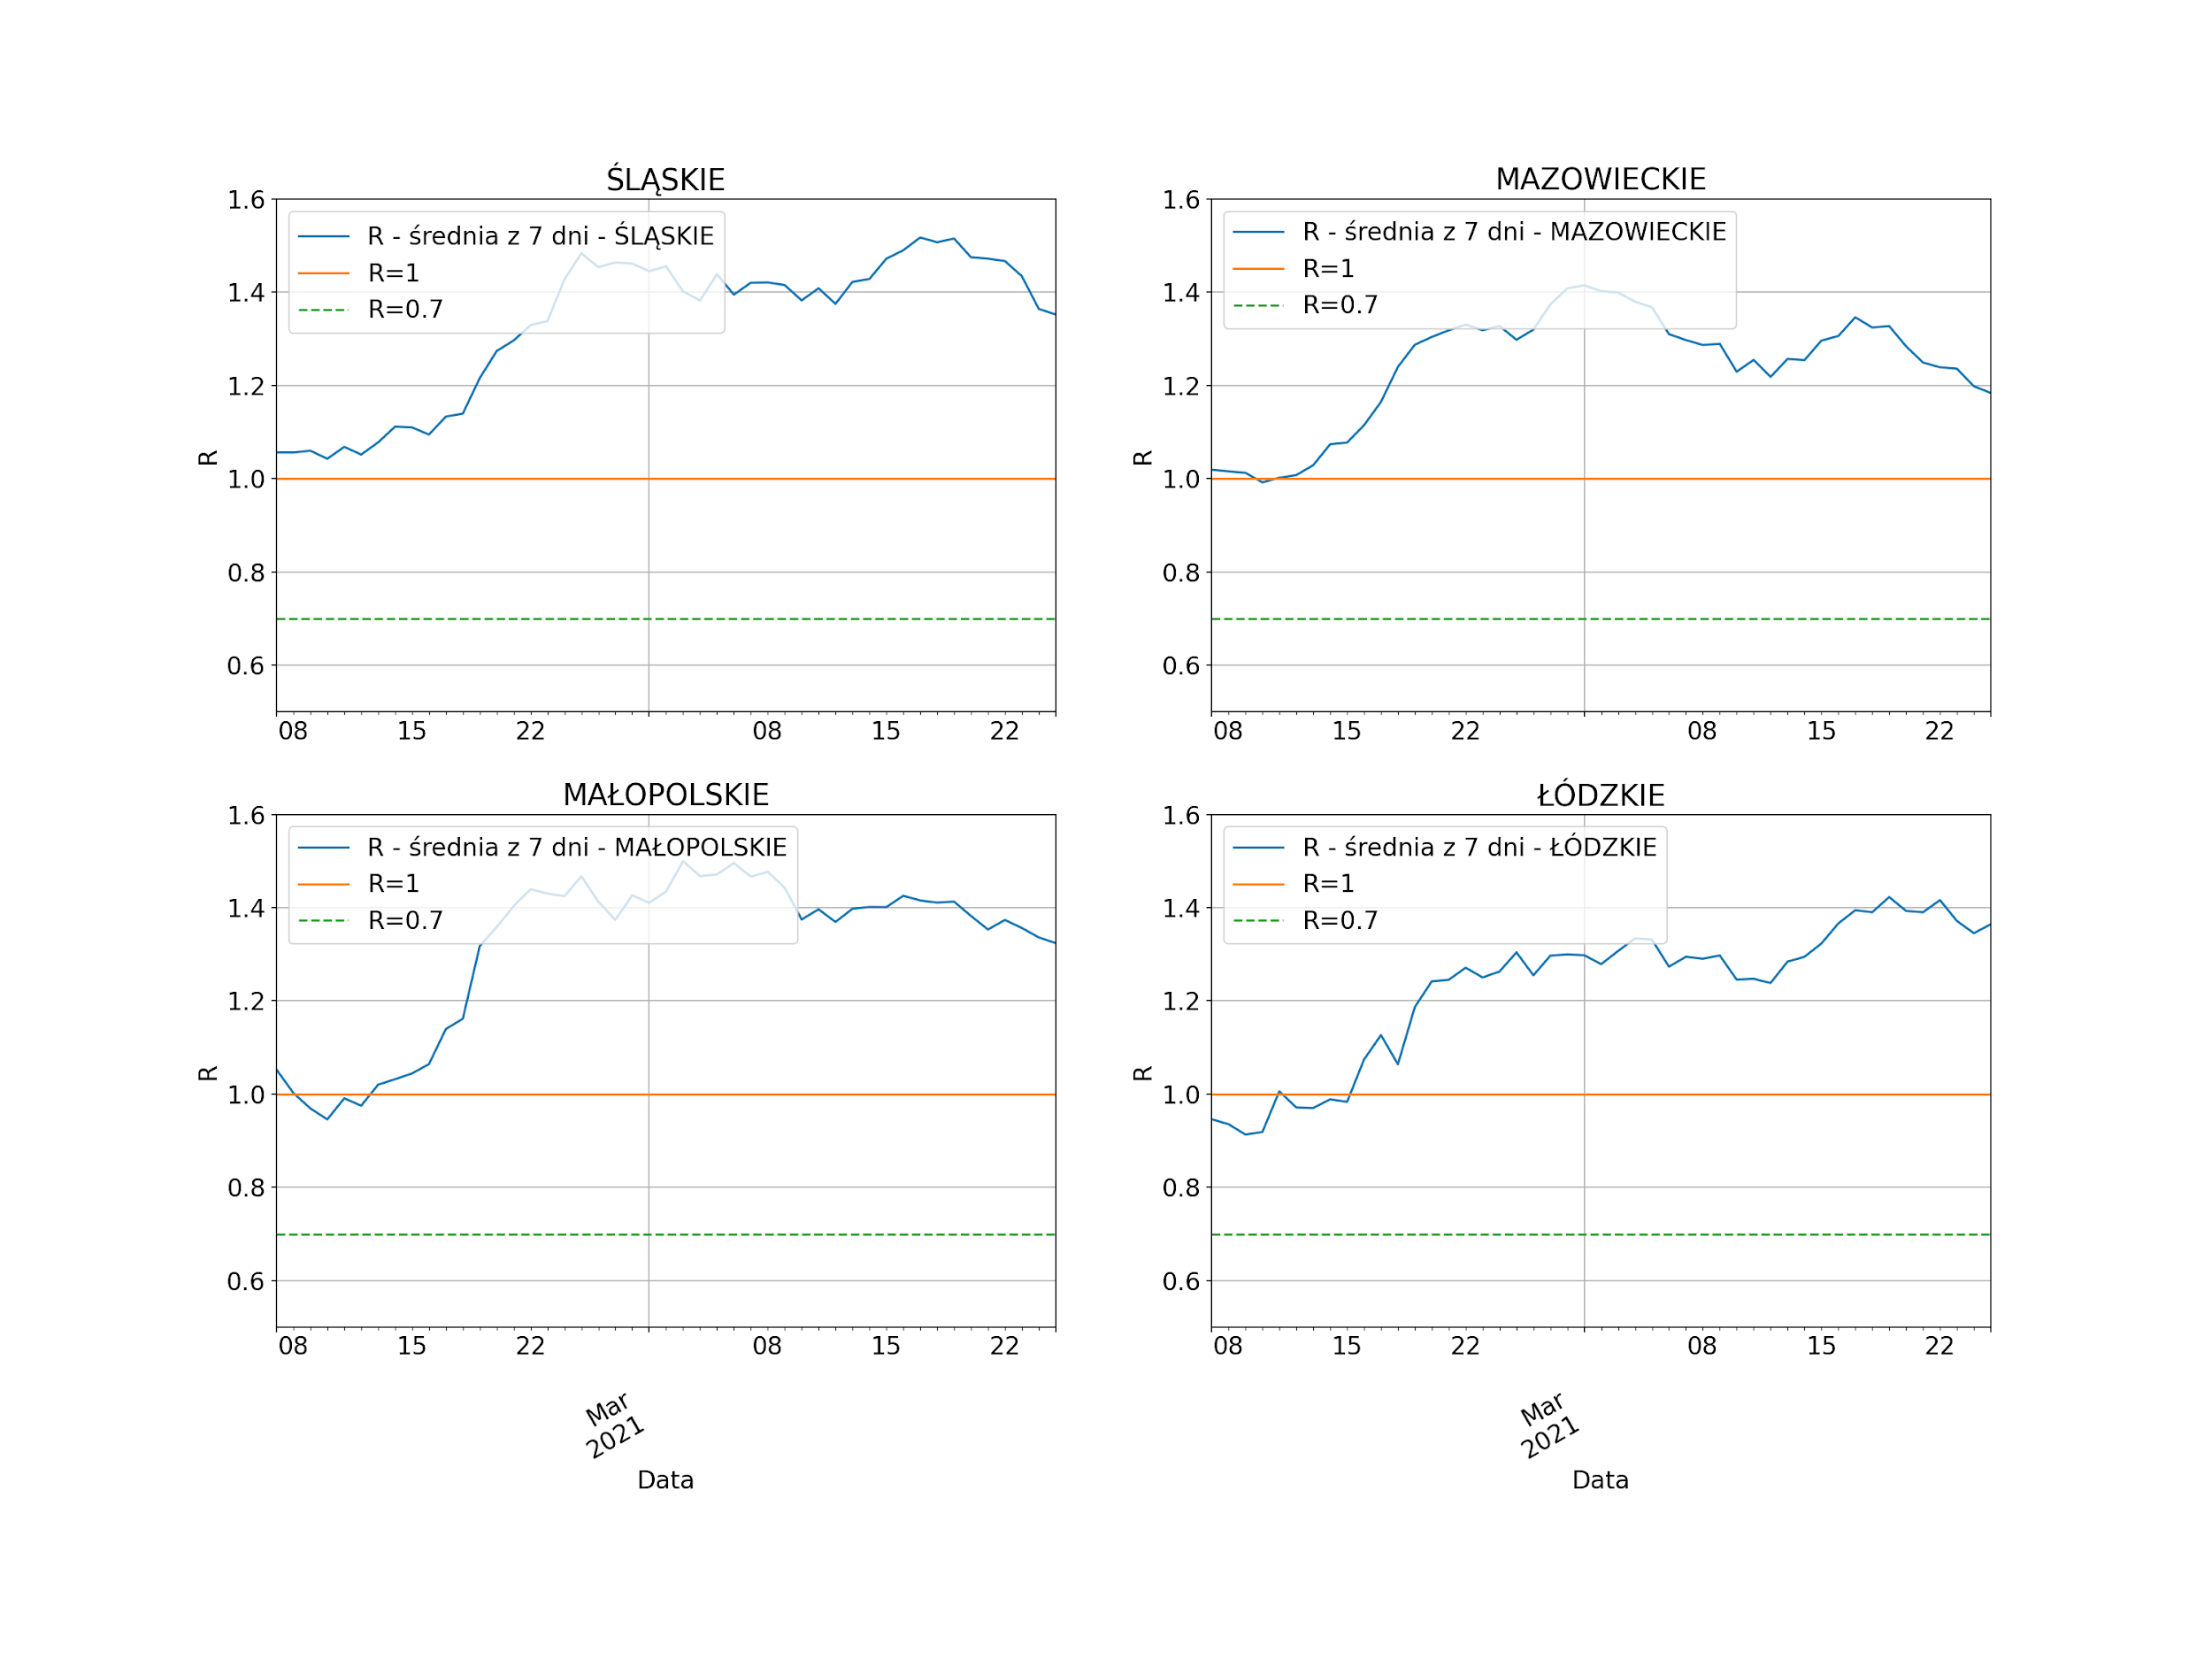 ŚLĄSKIE
1.6
1.4
1.2
1.0
0.8
0.6
R
R - średnia z 7 dni - ŚLĄSKIE
R=1
R=0.7
08 15 22 08 15 22
MAZOWIECKIE
1.6
1.4
1.2
1.0
0.8
0.6
R
R - średnia z 7 dni - MAZOWIECKIE
R=1
R=0.7
08 15 22 08 15 22
MAŁOPOLSKIE
1.6
1.4
1.2
1.0
0.8
0.6
R
R - średnia z 7 dni - MAŁOPOLSKIE
R=1
R=0.7
08 15 22 08 15 22
Mar
2021
Data
ŁÓDZKIE
1.6
1.4
1.2
1.0
0.8
0.6
R
R - średnia z 7 dni - ŁÓDZKIE
R=1
R=0.7
08 15 22 08 15 22
Mar
2021
Data